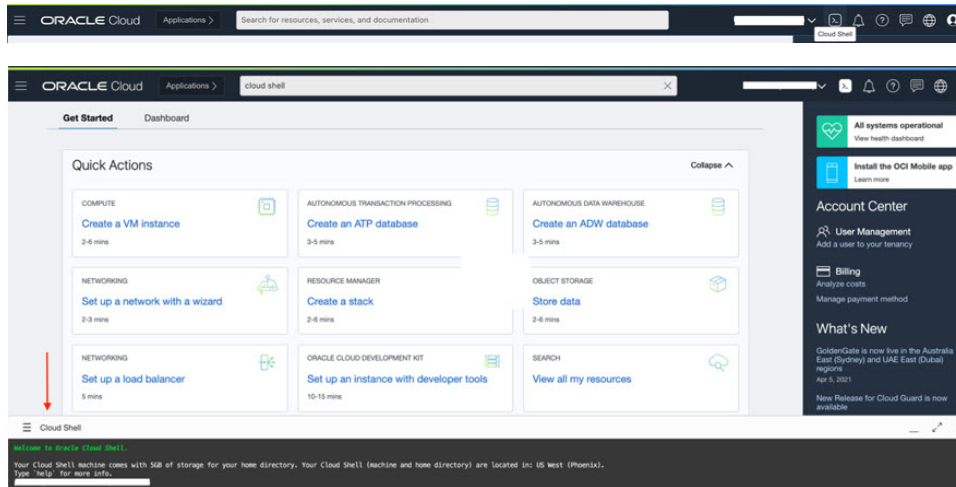 ORACLE Cloud Applications > Search for resources, services, and documentation
Cloud Shell
ORACLE Cloud Applications > cloud shell
Get Started Dashboard
Quick Actions Collapse
COMPUTE
Create a VM instance
2-6 mins
AUTONOMOUS TRANSACTION PROCESSING
Create an ATP database
3-5 mins
AUTONOMOUS DATA WAREHOUSE
Create an ADW database
3-5 mins
NETWORKING
Set up a network with a wizard
2-3 mins
RESOURCE MANAGER
Create a stack
2-6 mins
OBJECT STORAGE
Store data
2-6 mins
NETWORKING
Set up a load balancer
5 mins
ORACLE CLOUD DEVELOPMENT KIT
Set up an instance with developer tools
10-15 mins
SEARCH
View all my resources
All systems operational
View health dashboard
Install the OCI Mobile app
Learn more
Account Center
User Management
Add a user to your tenancy
Billing
Analyze costs
Manage payment method
What's New
GoldenGate is now live in the Australia
East (Sydney) and UAE East (Dubai)
regions
Apr 5, 2021
New Release for Cloud Guard is now
available
Cloud Shell
Welcome to Oracle Cloud Shell.
Your Cloud Shell machine comes with 5GB of storage for your home directory. Your Cloud Shell (machine and home directory) are located in: US West (Phoenix).
Type `help` for more info.